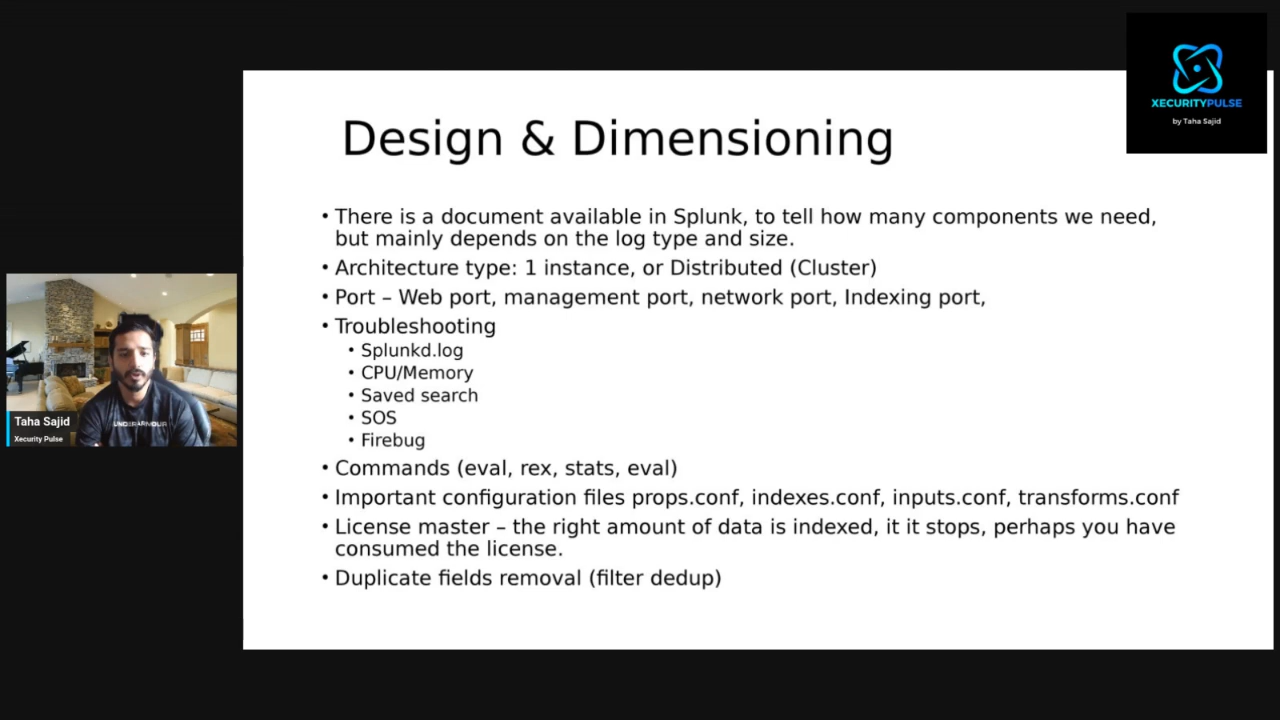 XECURITYPULSE
by Taha Sajid
Design & Dimensioning
• There is a document available in Splunk, to tell how many components we need,
but mainly depends on the log type and size.
• Architecture type: 1 instance, or Distributed (Cluster)
• Port – Web port, management port, network port, Indexing port,
• Troubleshooting
• Splunkd.log
• CPU/Memory
• Saved search
• SOS
• Firebug
• Commands (eval, rex, stats, eval)
• Important configuration files props.conf, indexes.conf, inputs.conf, transforms.conf
• License master – the right amount of data is indexed, it it stops, perhaps you have
consumed the license.
• Duplicate fields removal (filter dedup)
UNDER ARMOUR
Taha Sajid
Xecurity Pulse